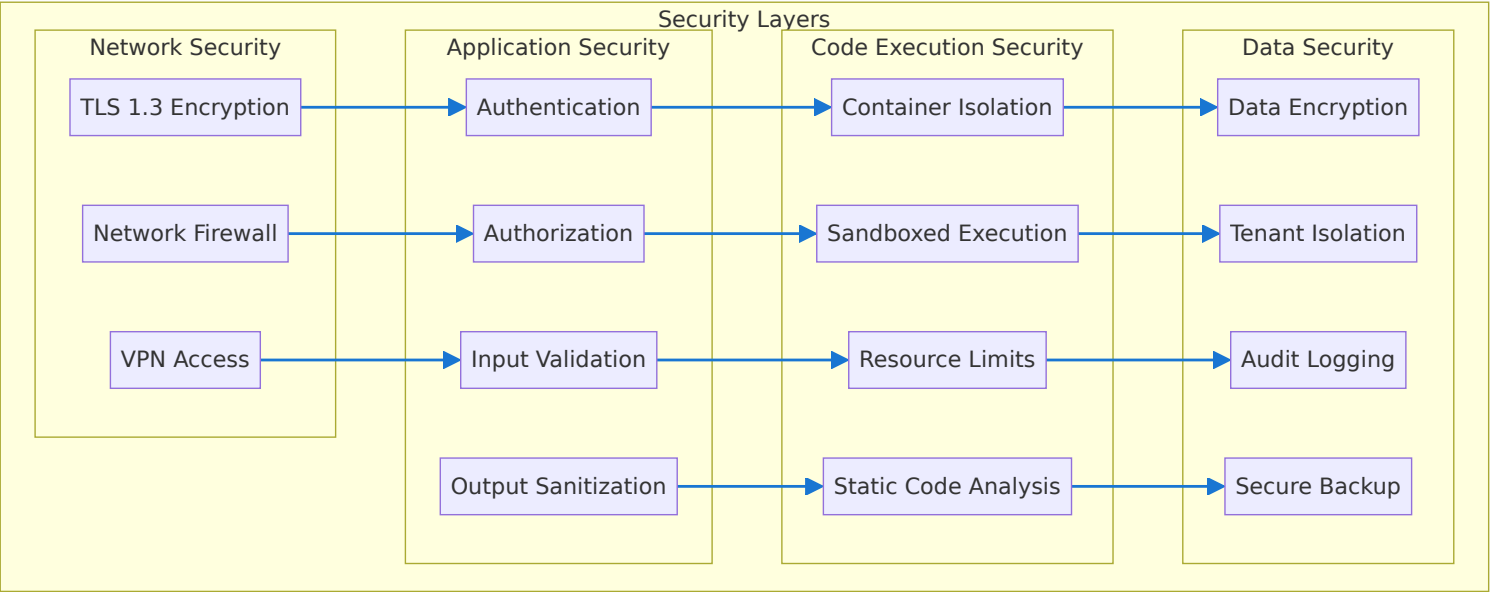 Security Layers
Network Security
TLS 1.3 Encryption
Network Firewall
VPN Access
Application Security
Authentication
Authorization
Input Validation
Output Sanitization
Code Execution Security
Container Isolation
Sandboxed Execution
Resource Limits
Static Code Analysis
Data Security
Data Encryption
Tenant Isolation
Audit Logging
Secure Backup